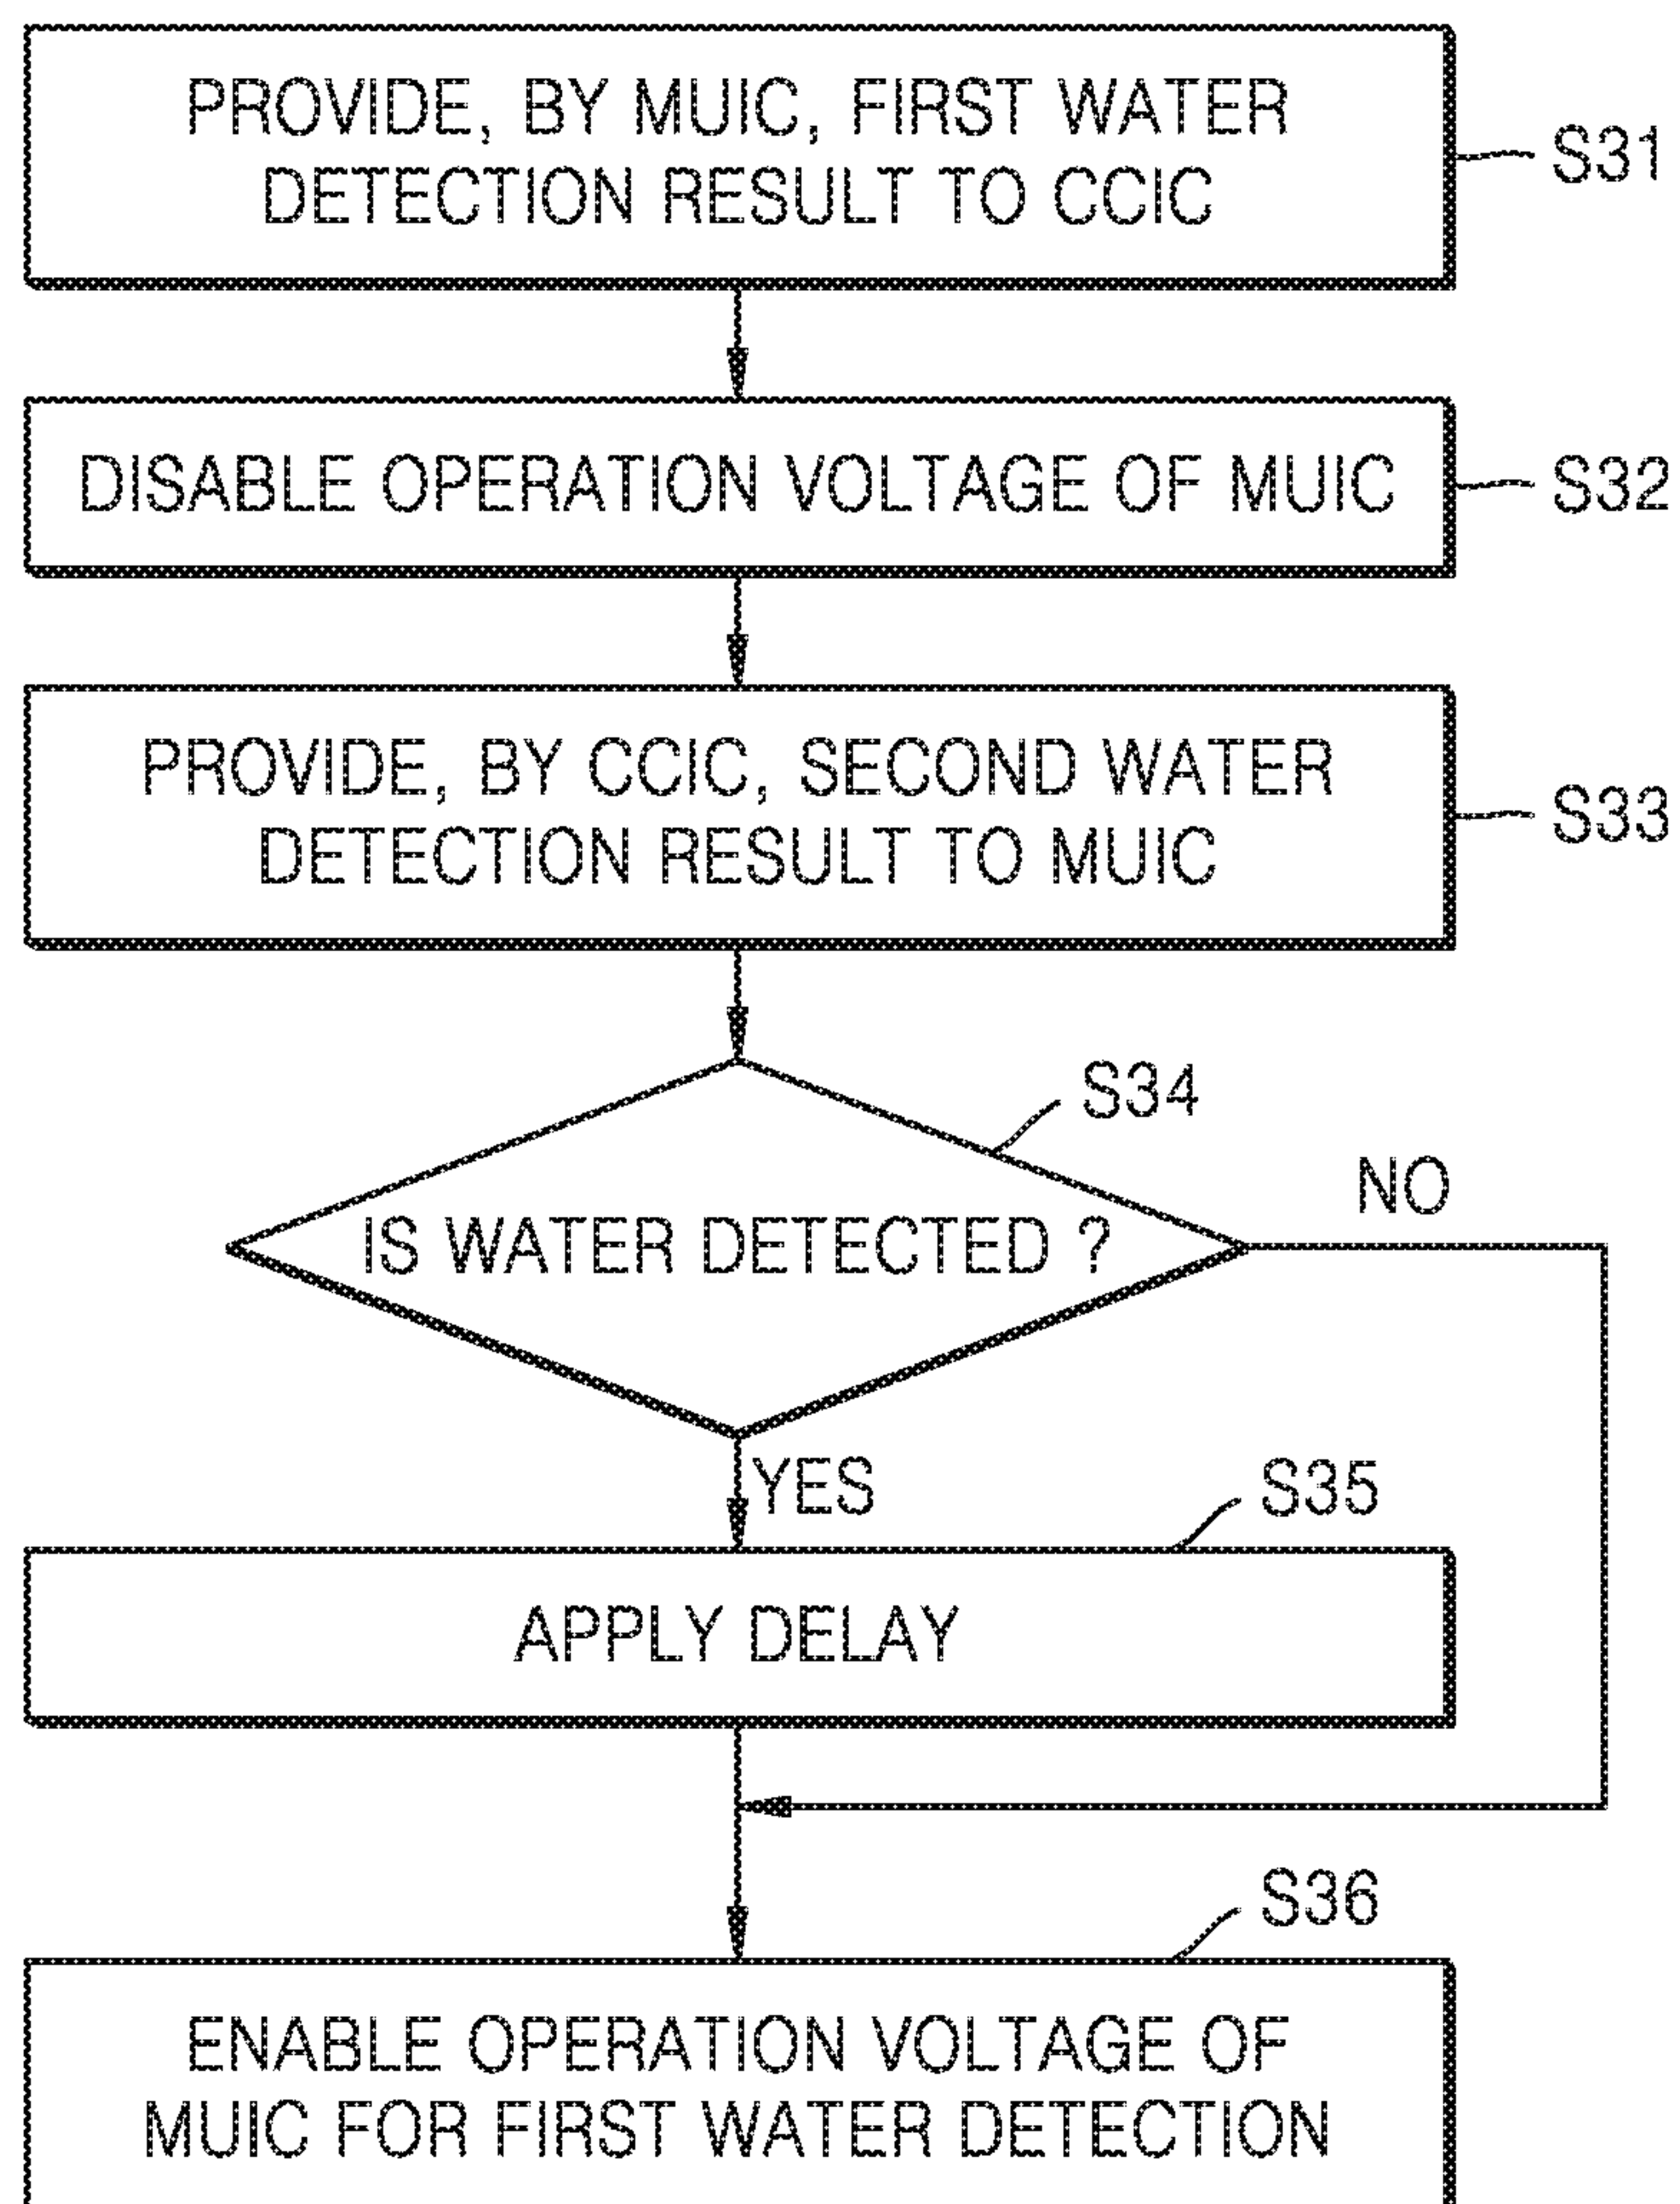 PROVIDE, BY MUIC, FIRST WATER
DETECTION RESULT TO CCIC
S31
DISABLE OPERATION VOLTAGE OF MUIC
S32
PROVIDE, BY CCIC, SECOND WATER
DETECTION RESULT TO MUIC
S33
S34
IS WATER DETECTED ?
NO
YES
S35
APPLY DELAY
S36
ENABLE OPERATION VOLTAGE OF
MUIC FOR FIRST WATER DETECTION